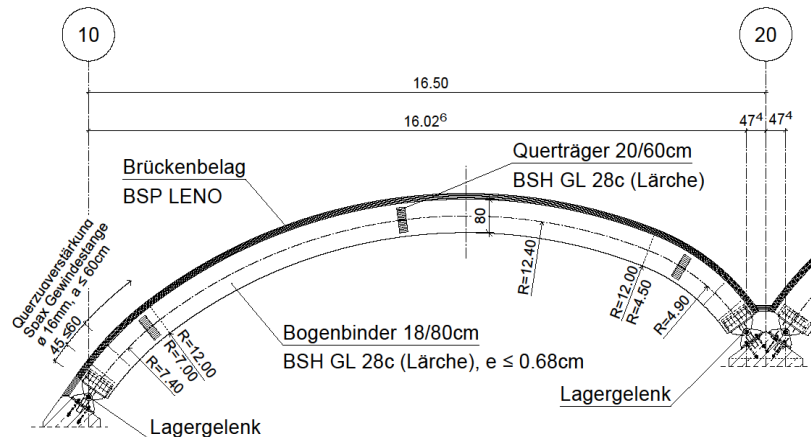 10
20
16.50
16.02⁶
47⁴
47⁴
Querträger 20/60cm
BSH GL 28c (Lärche)
Brückenbelag
BSP LENO
80
Querzugverstärkung
Spax Gewindestange
ø 16mm, a ≤ 60cm
45
≤60
R=12.40
R=12.00
R=4.50
R=4.90
R=12.00
R=7.00
R=7.40
Bogenbinder 18/80cm
BSH GL 28c (Lärche), e ≤ 0.68cm
Lagergelenk
Lagergelenk